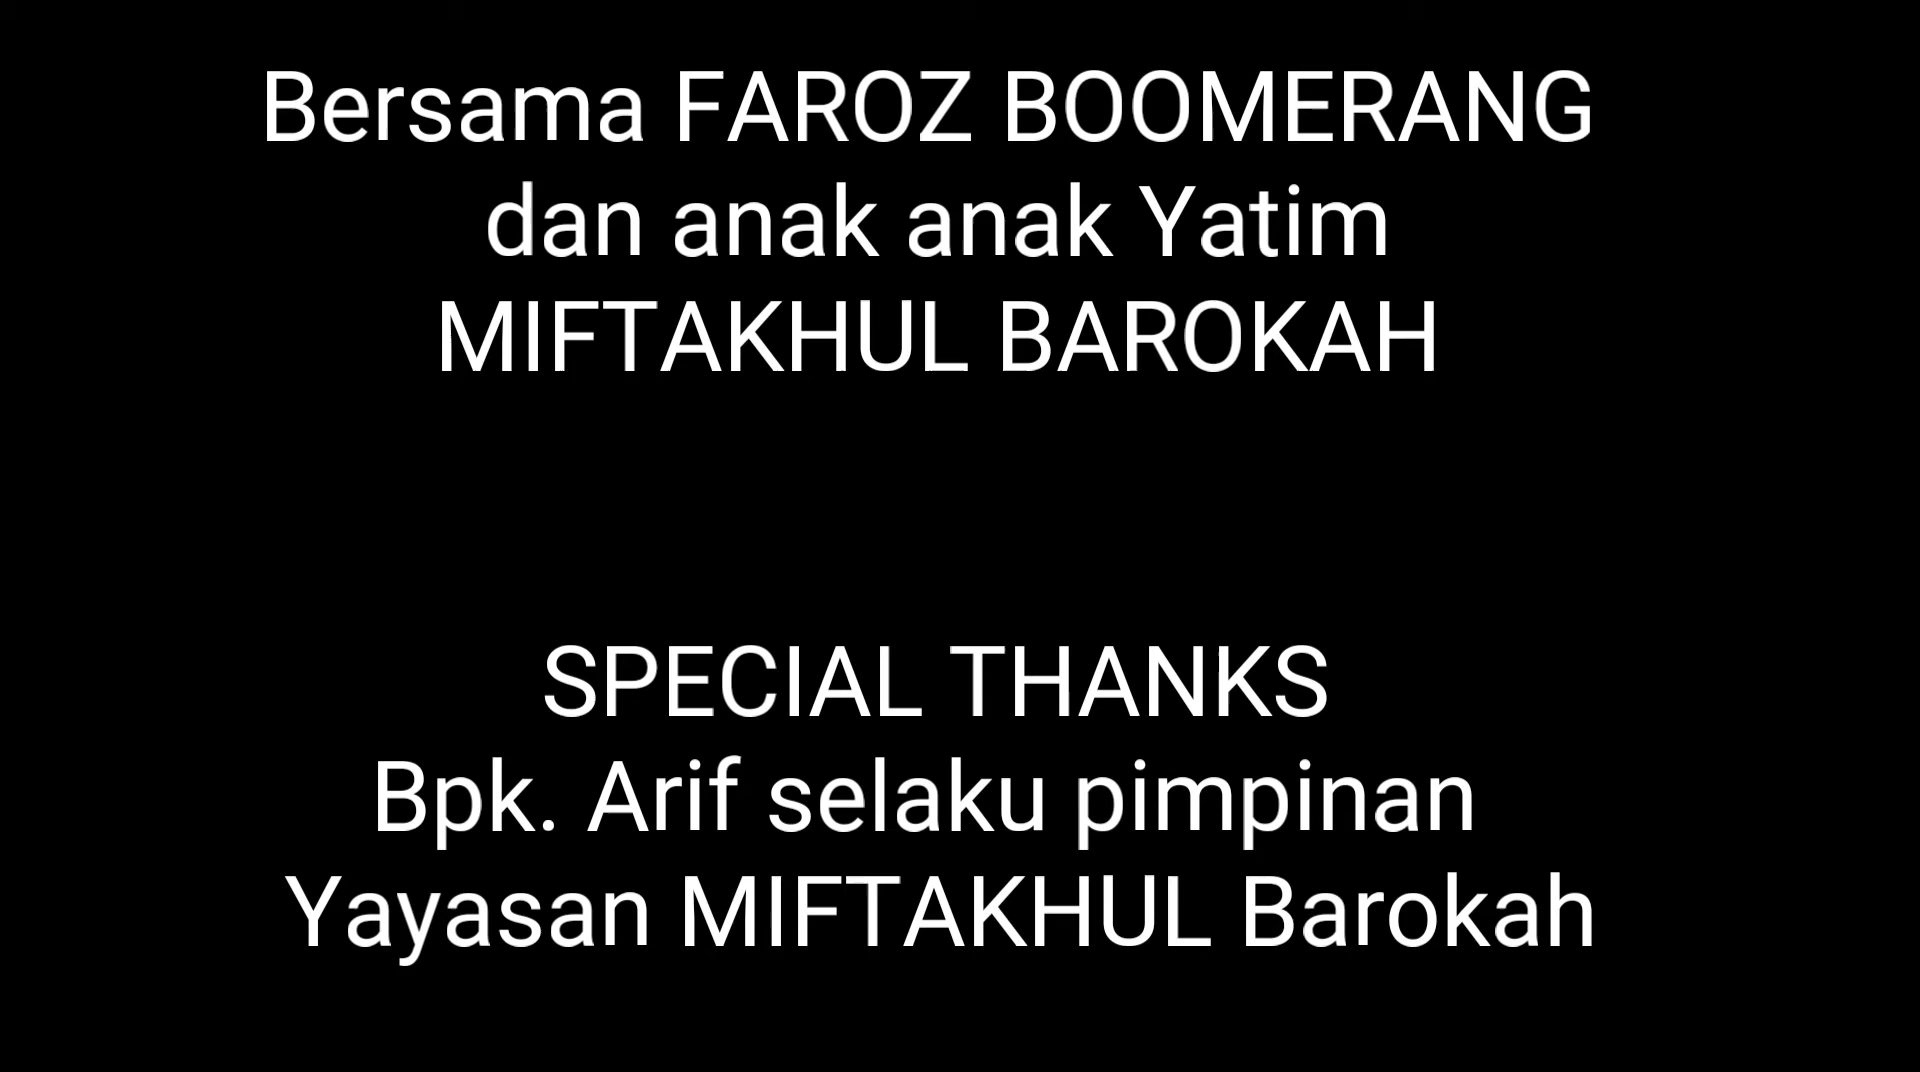 Bersama FAROZ BOOMERANG
dan anak anak Yatim
MIFTAKHUL BAROKAH
SPECIAL THANKS
Bpk. Arif selaku pimpinan
Yayasan MIFTAKHUL Barokah